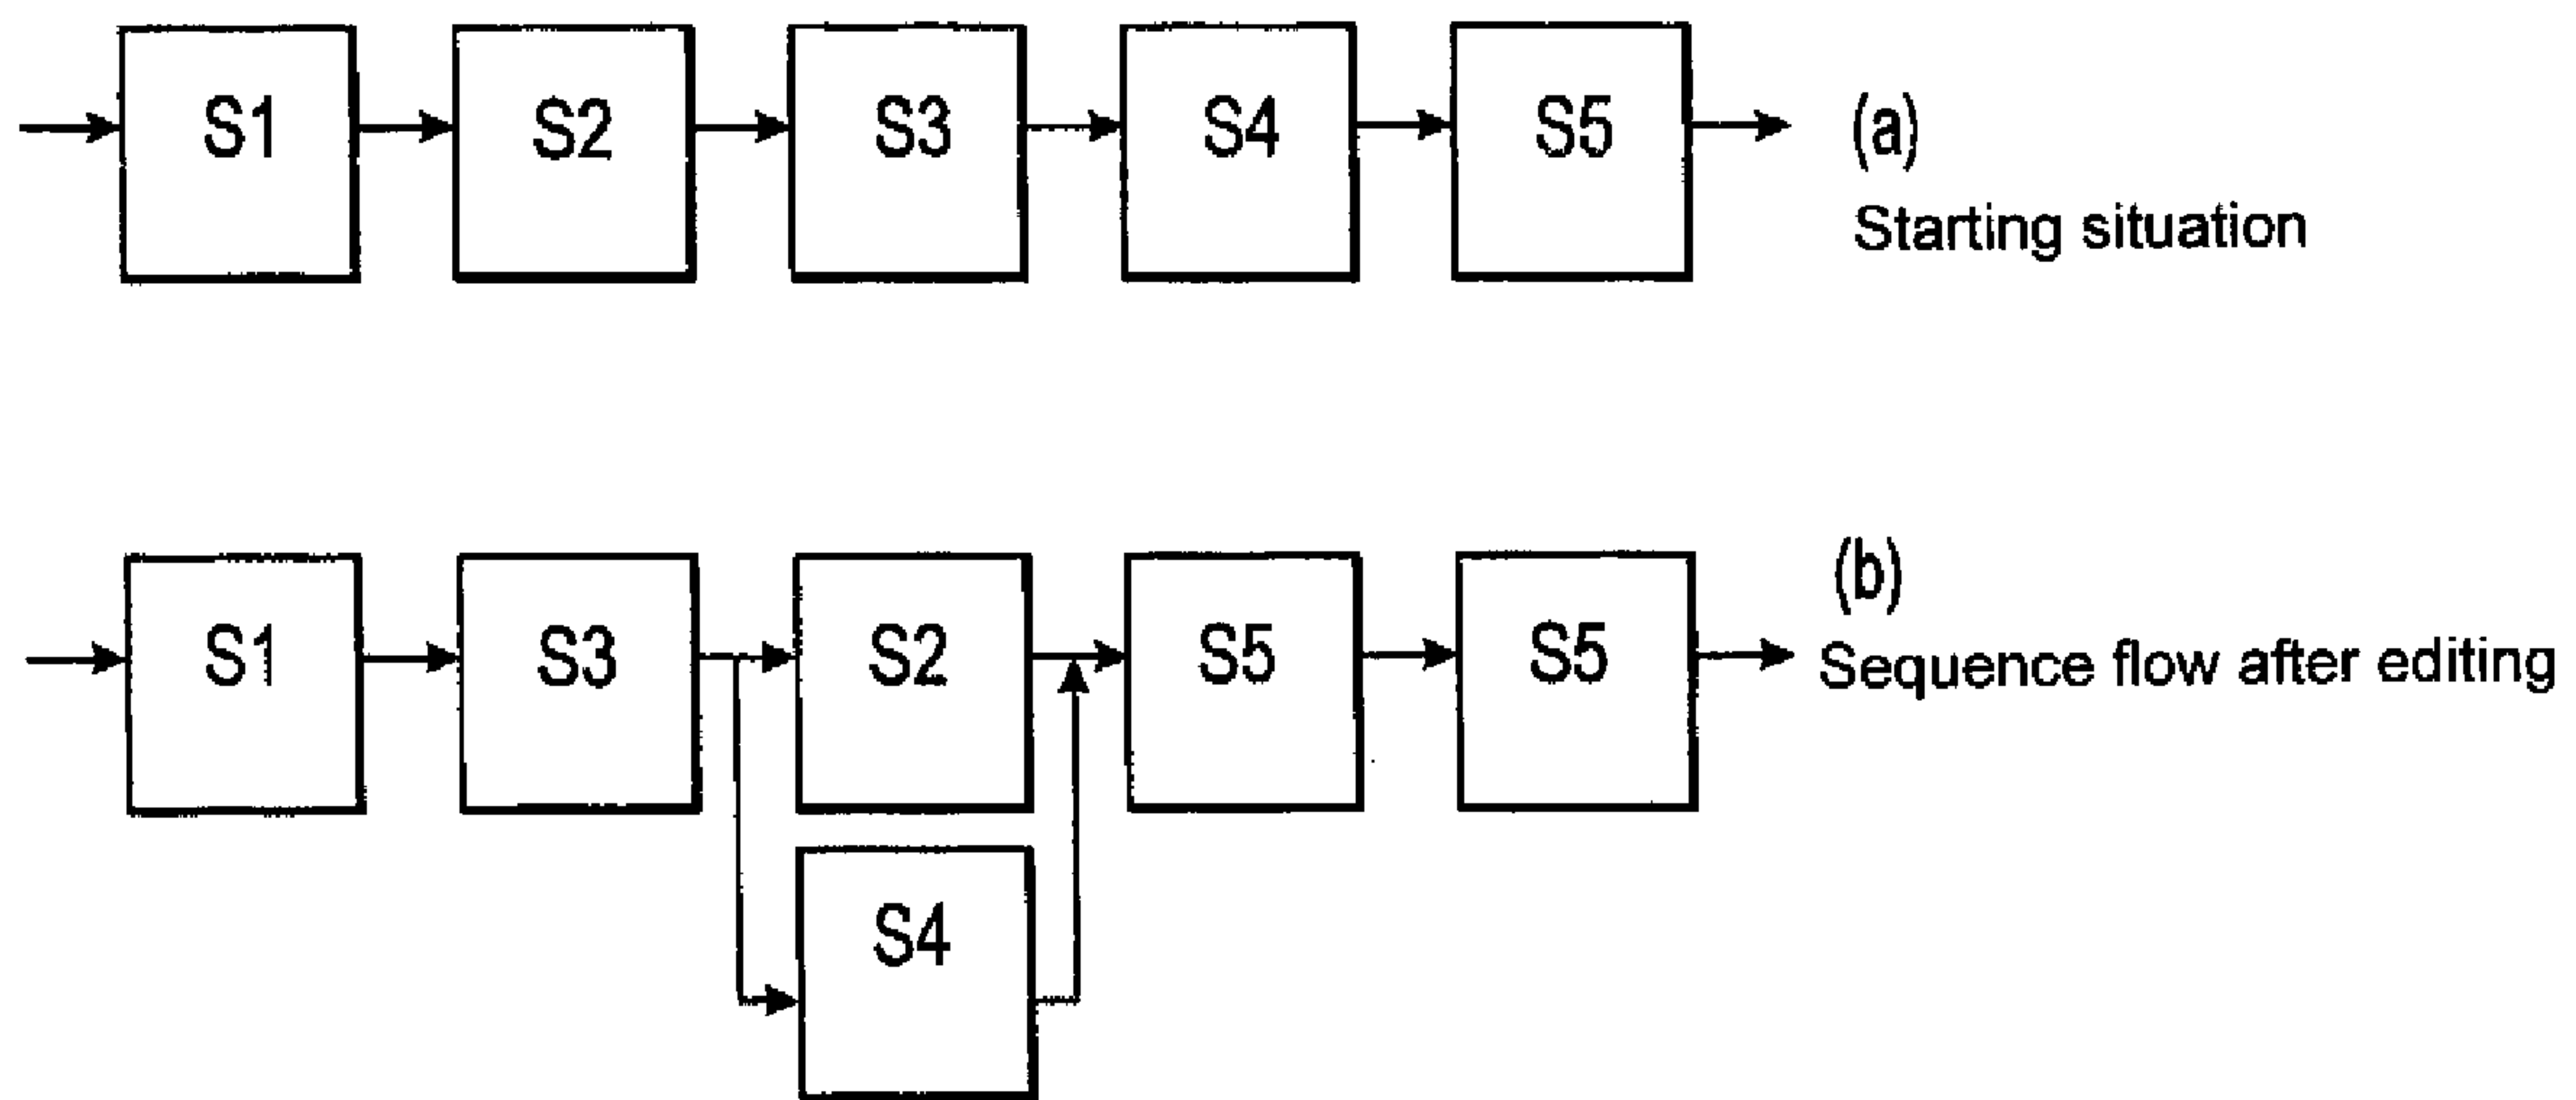 S1 S2 S3 S4 S5 (a)
Starting situation
(b)
S1 S3 S2 S5 S5 Sequence flow after editing
S4